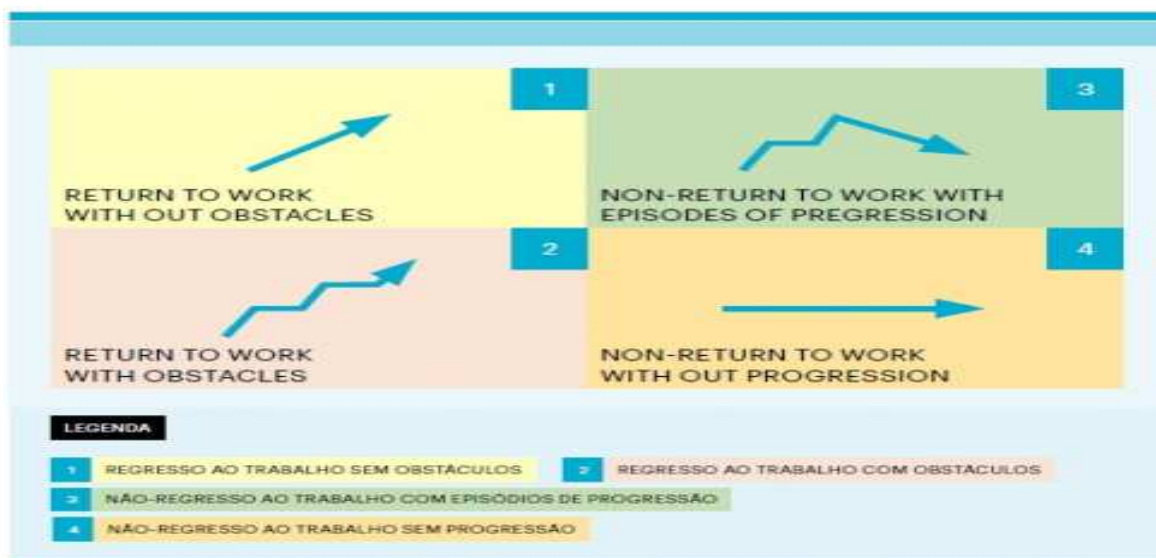 1
RETURN TO WORK
WITH OUT OBSTACLES
3
NON-RETURN TO WORK WITH
EPISODES OF PREGRESSION
2
RETURN TO WORK
WITH OBSTACLES
4
NON-RETURN TO WORK
WITH OUT PROGRESSION
LEGENDA
1 REGRESSO AO TRABALHO SEM OBSTÁCULOS
2 REGRESSO AO TRABALHO COM OBSTÁCULOS
3 NÃO-REGRESSO AO TRABALHO COM EPISÓDIOS DE PROGRESSÃO
4 NÃO-REGRESSO AO TRABALHO SEM PROGRESSÃO